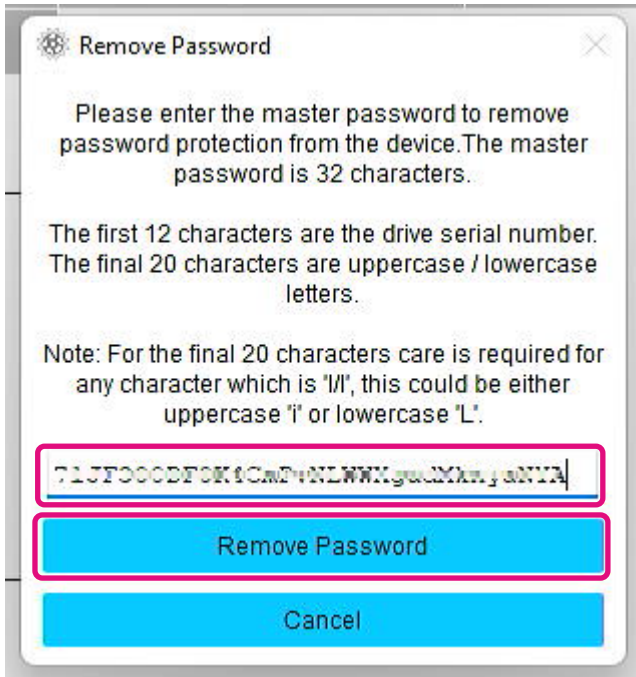 Remove Password
Please enter the master password to remove
password protection from the device.The master
password is 32 characters.
The first 12 characters are the drive serial number.
The final 20 characters are uppercase / lowercase
letters.
Note: For the final 20 characters care is required for
any character which is 'I/l', this could be either
uppercase 'i' or lowercase 'L'.
Remove Password
Cancel